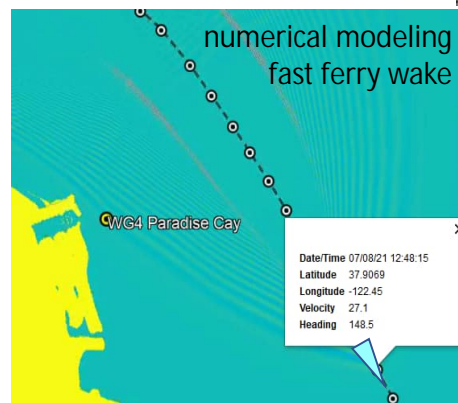 numerical modeling
fast ferry wake
WG4 Paradise Cay
Date/Time 07/08/21 12:48:15
Latitude 37.9069
Longitude -122.45
Velocity 27.1
Heading 148.5